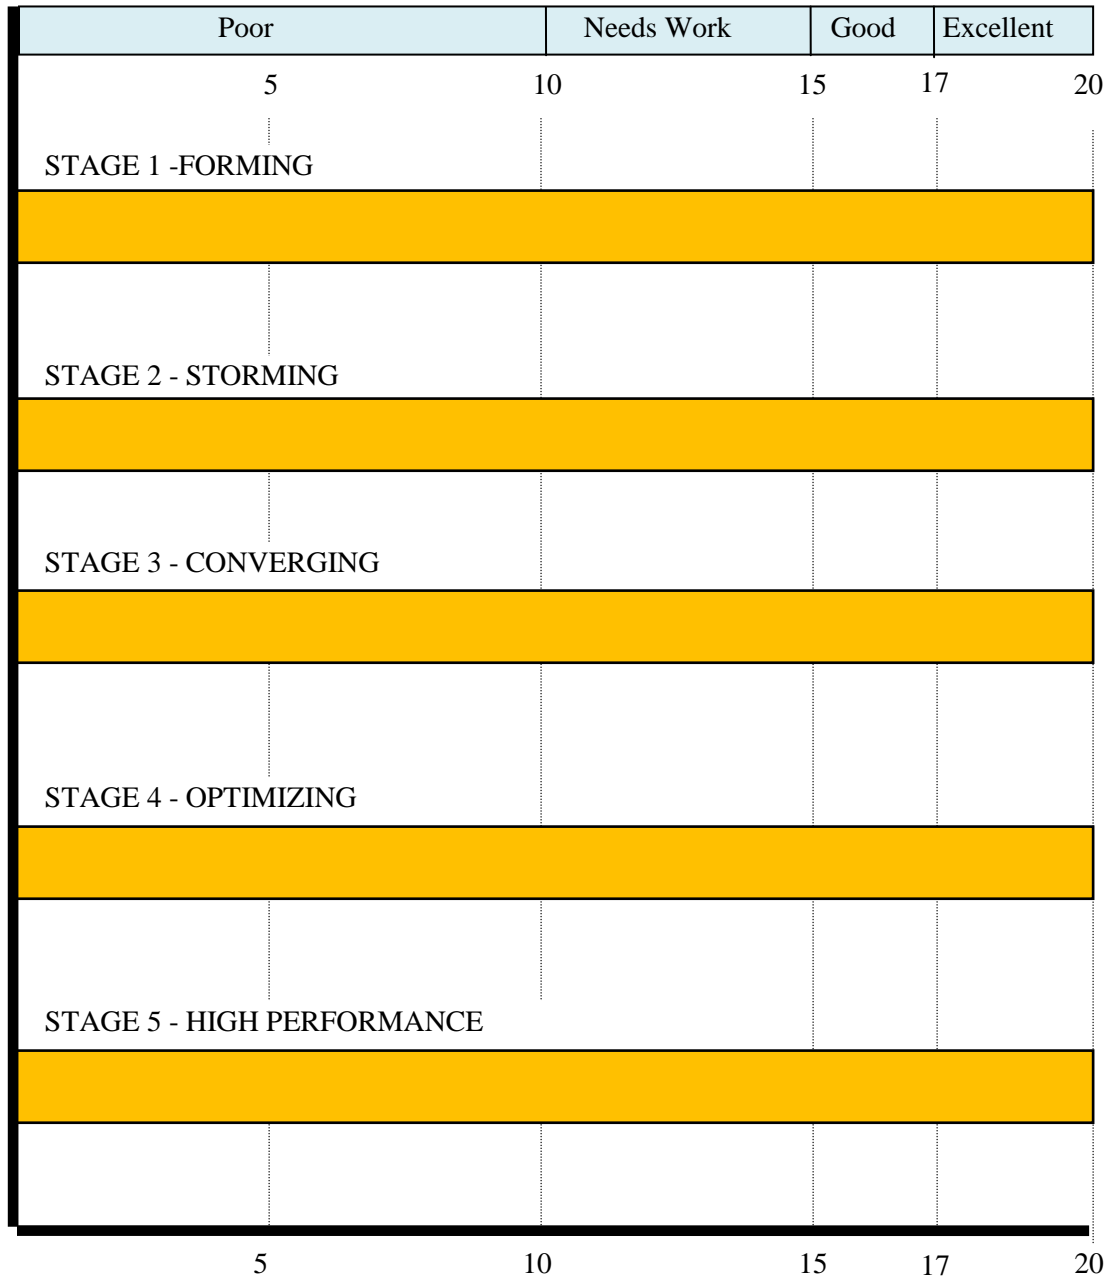 Poor Needs Work Good Excellent
5 10 15 17 20
STAGE 1 -FORMING
STAGE 2 - STORMING
STAGE 3 - CONVERGING
STAGE 4 - OPTIMIZING
STAGE 5 - HIGH PERFORMANCE
5 10 15 17 20